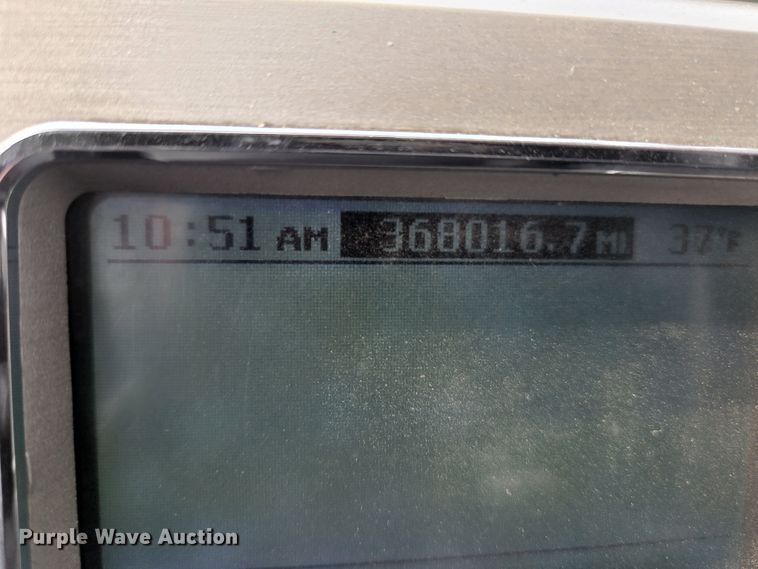 10:51 AM 368016.7 MI 37°F
Purple Wave Auction